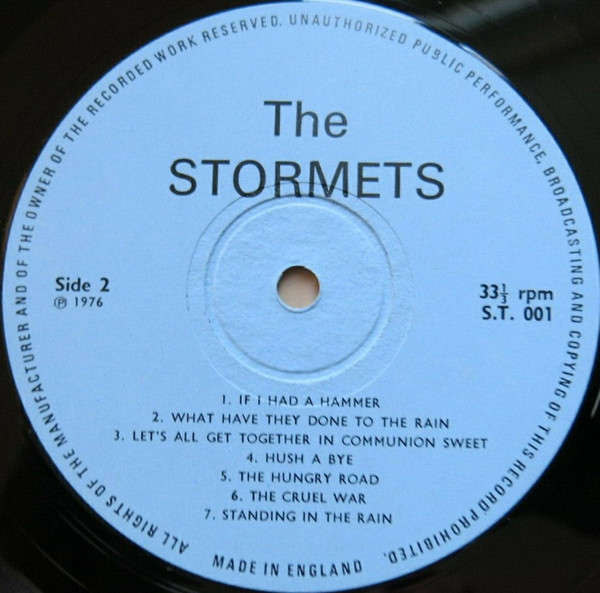 ALL RIGHTS OF THE MANUFACTURER AND OF THE OWNER OF THE RECORDED WORK RESERVED. UNAUTHORIZED PUBLIC PERFORMANCE, BROADCASTING AND COPYING OF THIS RECORD PROHIBITED.
The
STORMETS
Side 2
℗ 1976
33⅓ rpm
S.T. 001
1. IF I HAD A HAMMER
2. WHAT HAVE THEY DONE TO THE RAIN
3. LET'S ALL GET TOGETHER IN COMMUNION SWEET
4. HUSH A BYE
5. THE HUNGRY ROAD
6. THE CRUEL WAR
7. STANDING IN THE RAIN
MADE IN ENGLAND